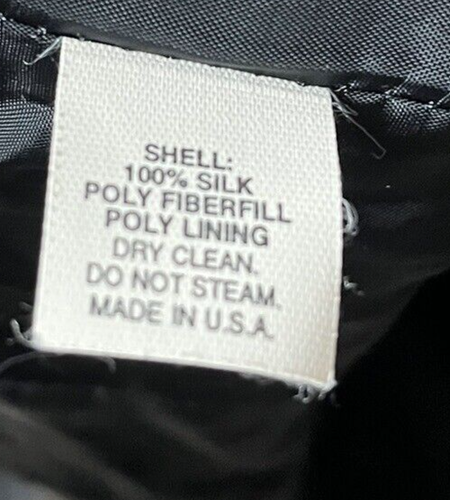 SHELL:
100% SILK
POLY FIBERFILL
POLY LINING
DRY CLEAN.
DO NOT STEAM.
MADE IN U.S.A.